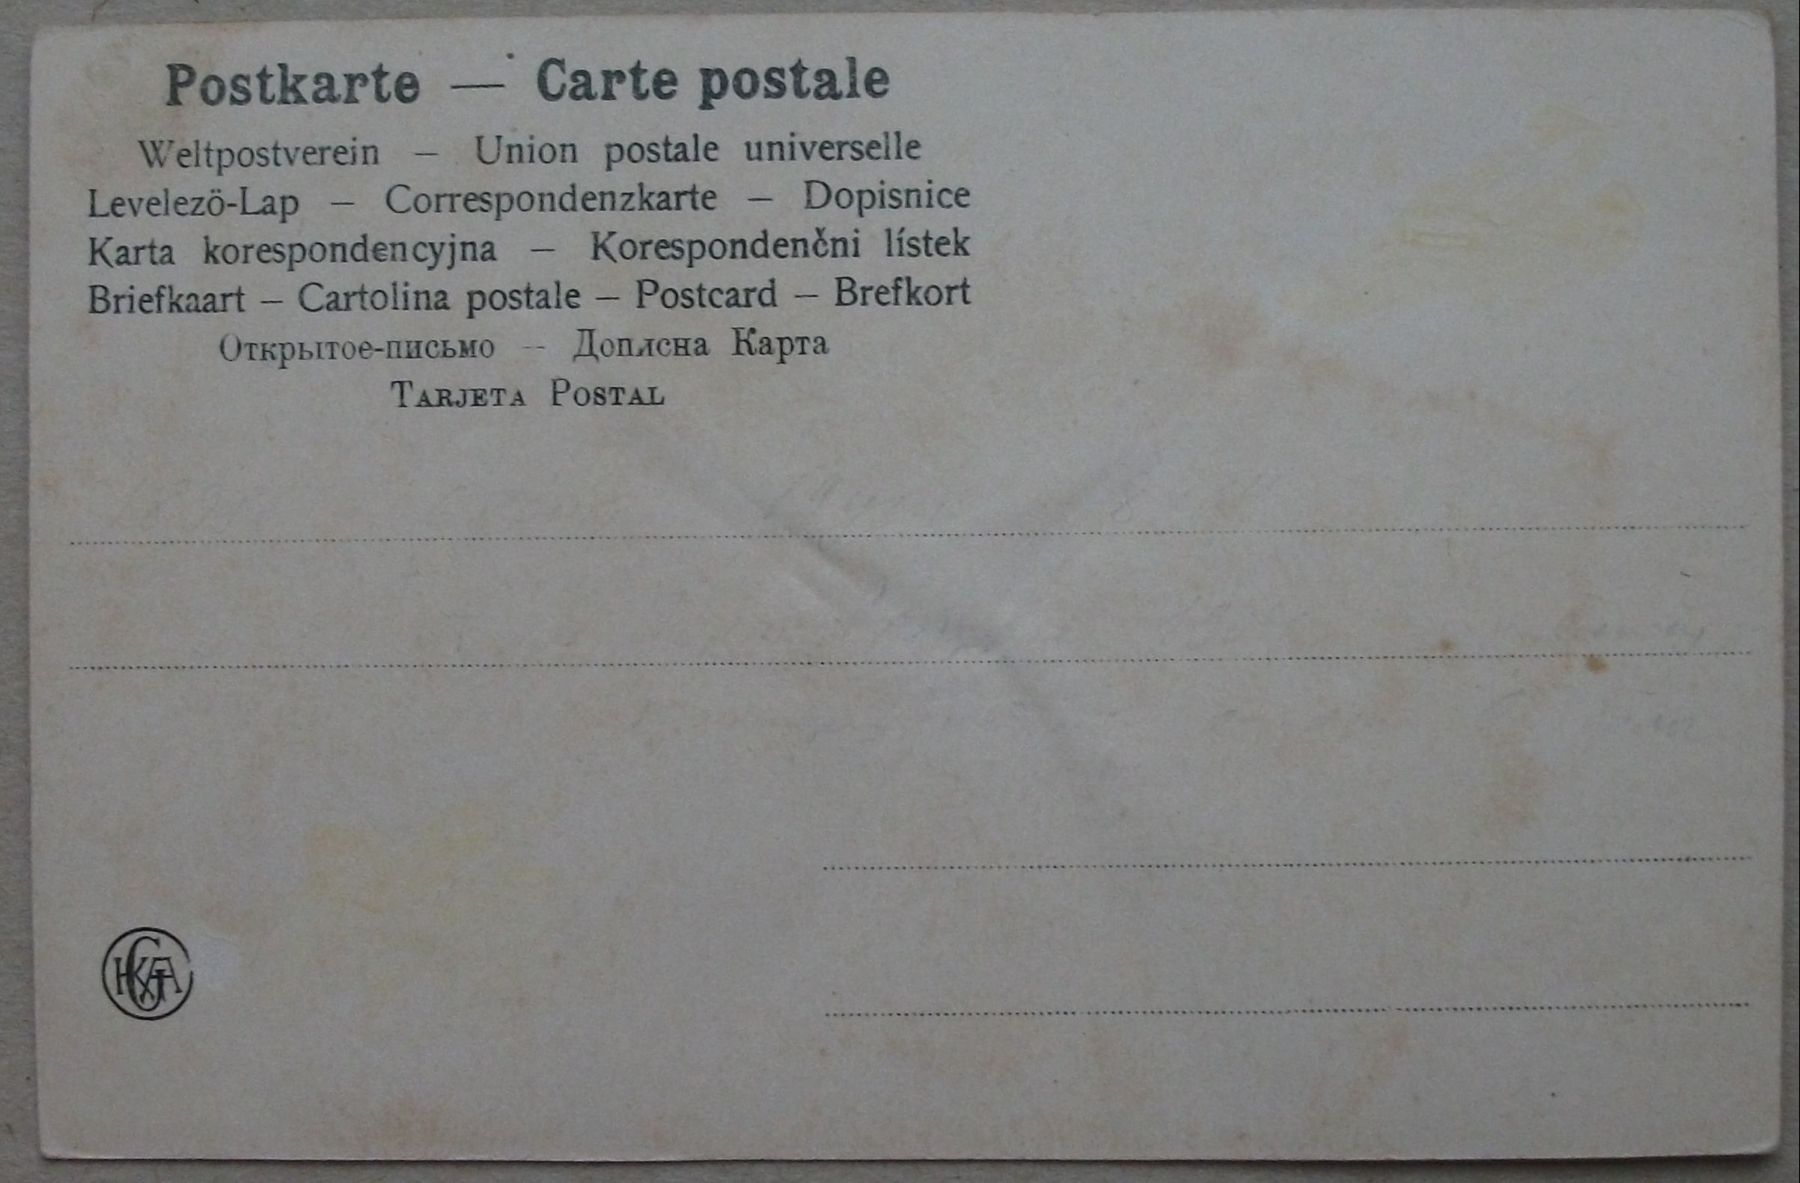 Postkarte — Carte postale
Weltpostverein – Union postale universelle
Levelezö-Lap – Correspondenzkarte – Dopisnice
Karta korespondencyjna – Korespondenčni lístek
Briefkaart – Cartolina postale – Postcard – Brefkort
Открытое-письмо – Доплсна Карта
TARJETA POSTAL